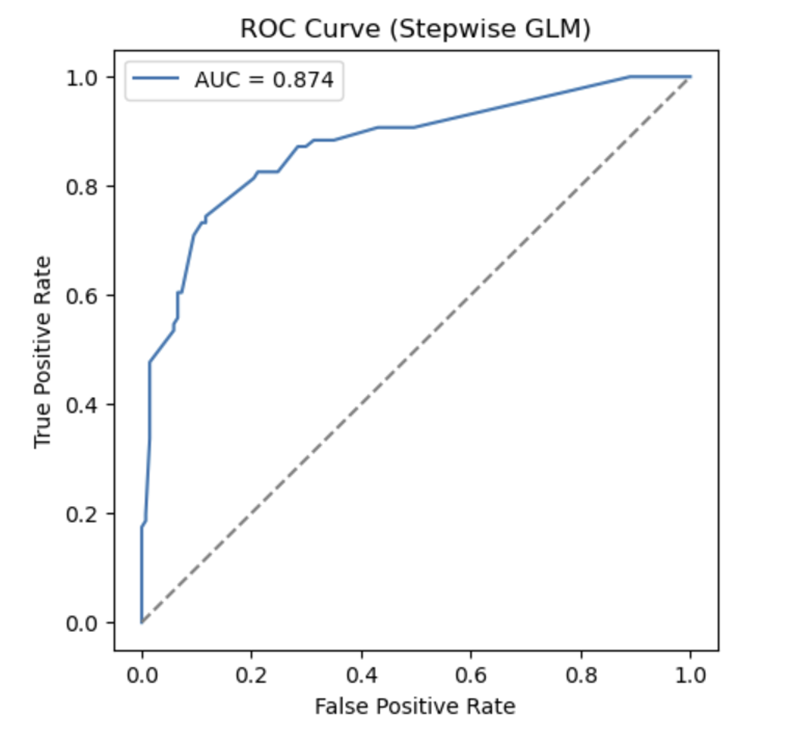 ROC Curve (Stepwise GLM)
AUC = 0.874
1.0
0.8
0.6
0.4
0.2
0.0
True Positive Rate
0.0 0.2 0.4 0.6 0.8 1.0
False Positive Rate